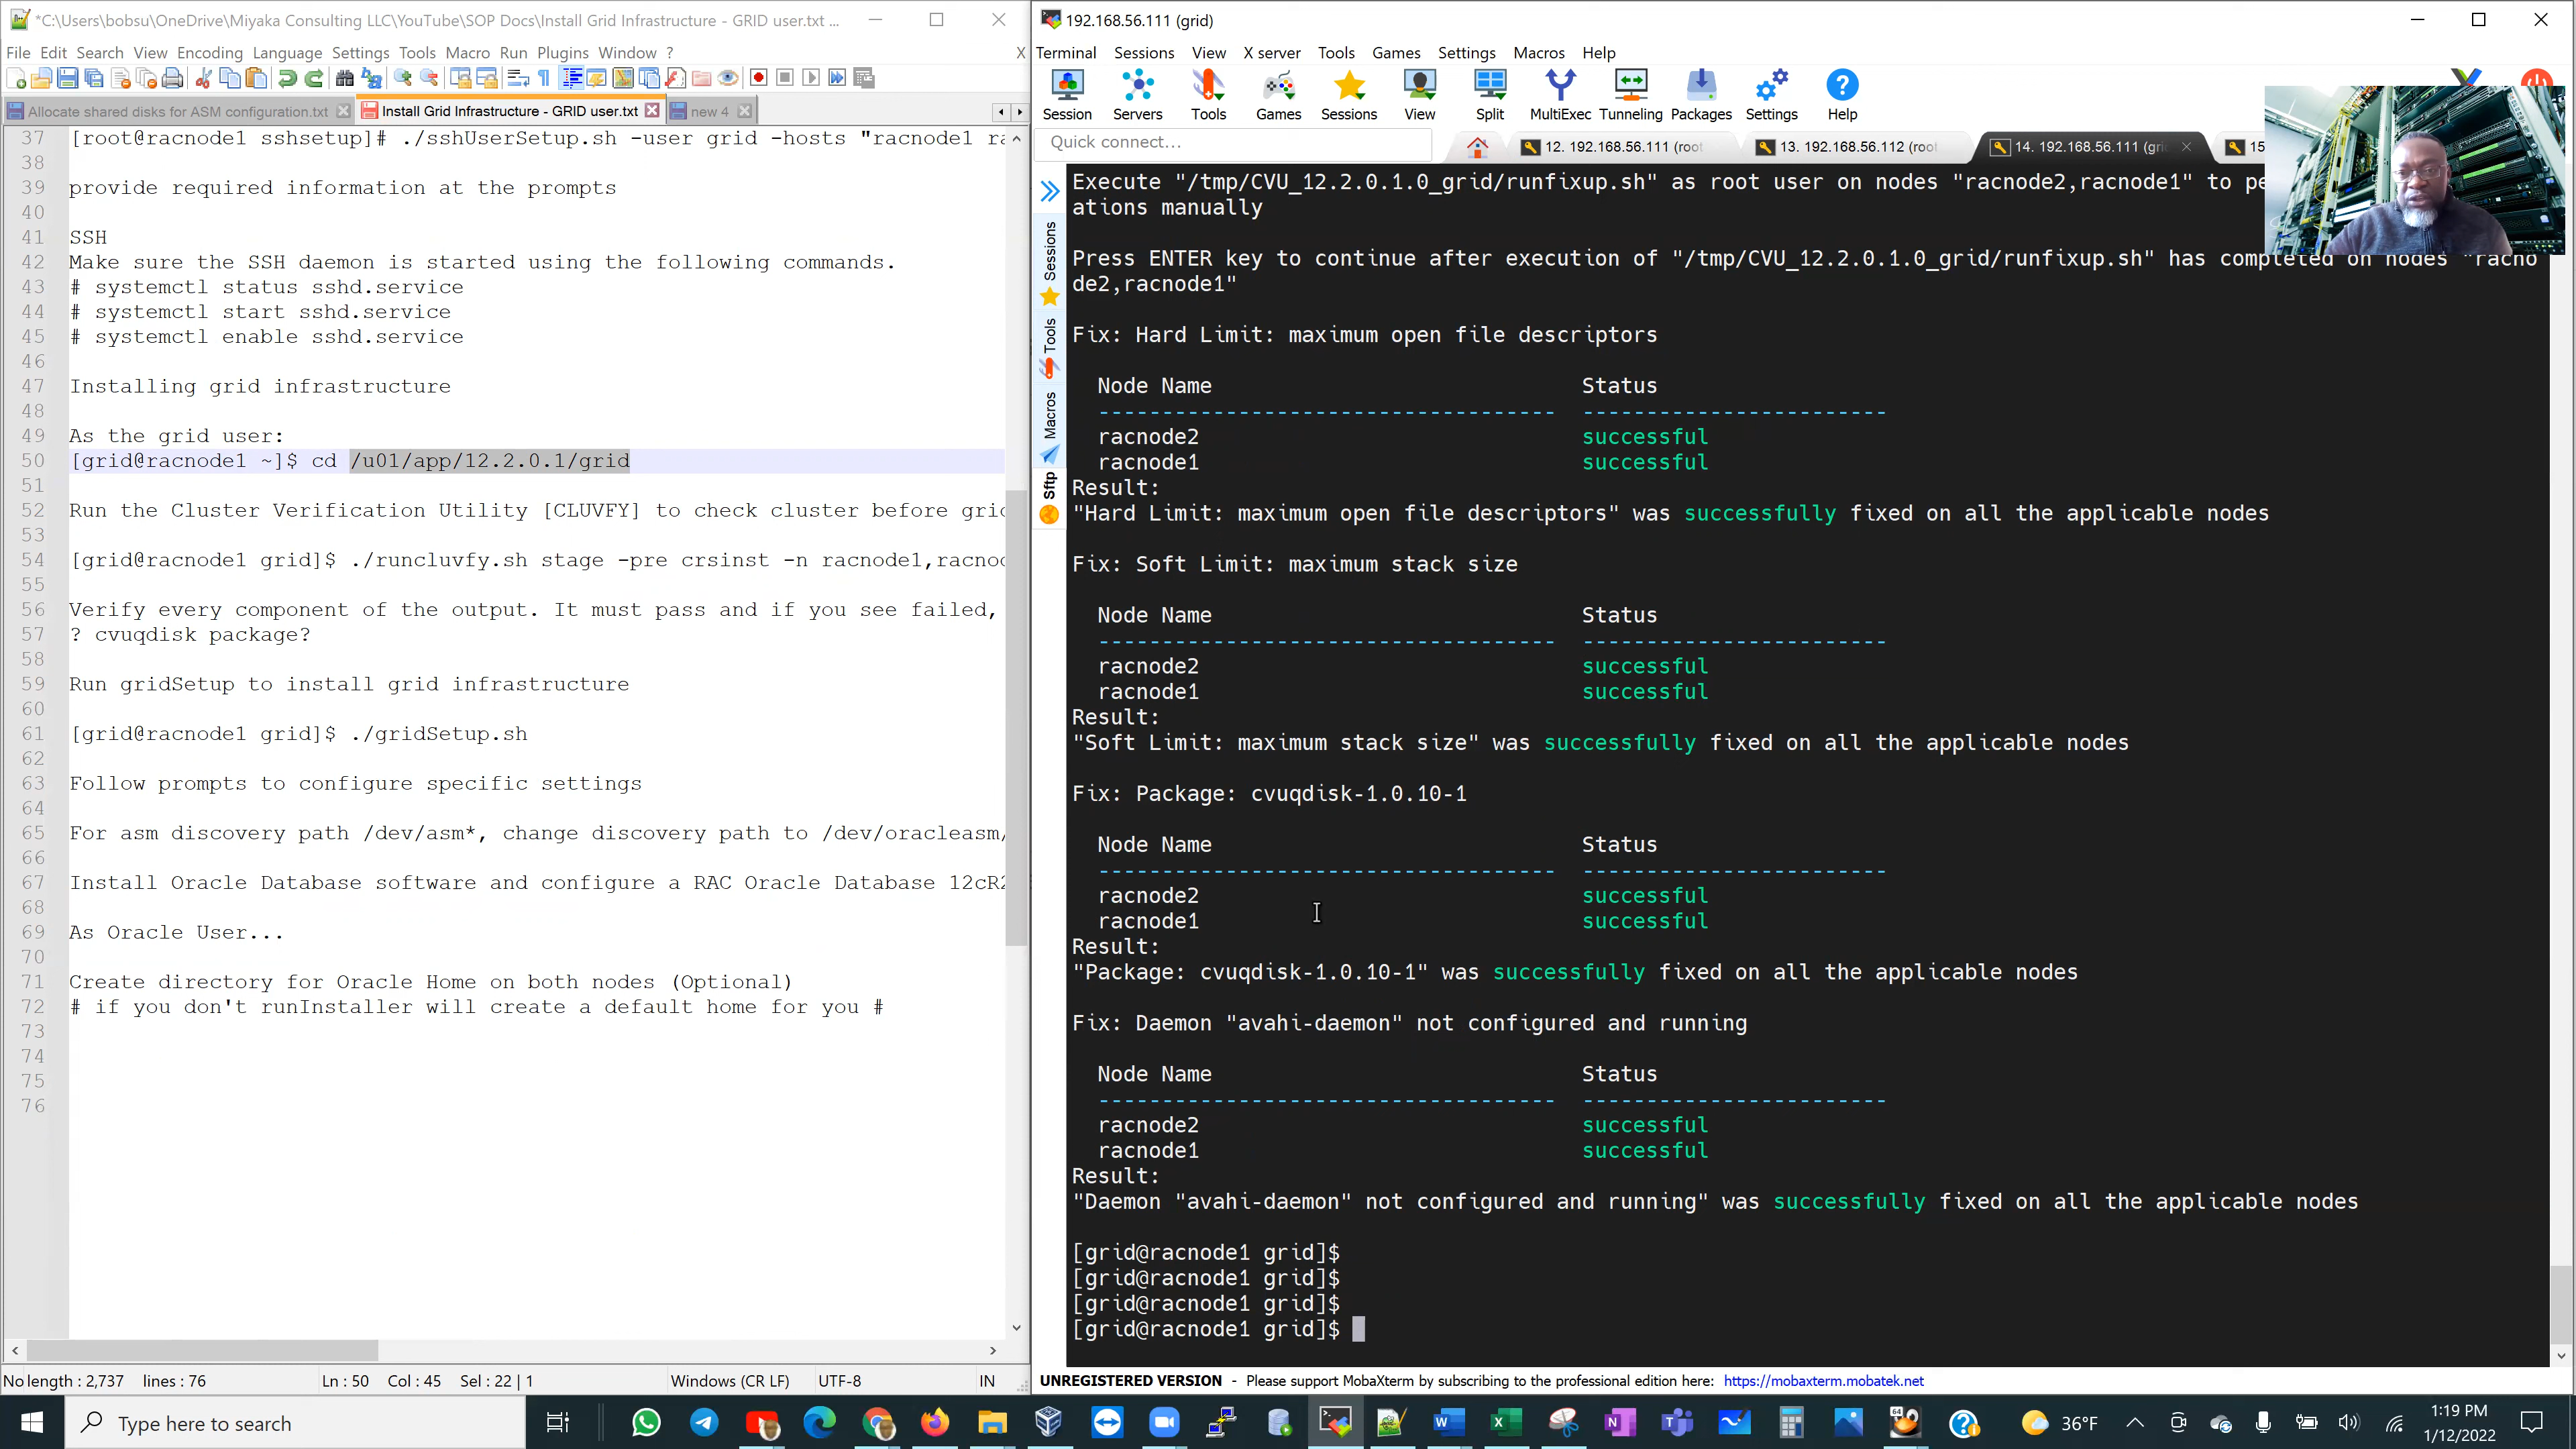 *C:\Users\bobsu\OneDrive\Miyaka Consulting LLC\YouTube\SOP Docs\Install Grid Infrastructure - GRID user.txt ...
File Edit Search View Encoding Language Settings Tools Macro Run Plugins Window ? X
Allocate shared disks for ASM configuration.txt Install Grid Infrastructure - GRID user.txt new 4
37 [root@racnode1 sshsetup]# ./sshUserSetup.sh -user grid -hosts "racnode1
38
39 provide required information at the prompts
40
41 SSH
42 Make sure the SSH daemon is started using the following commands.
43 # systemctl status sshd.service
44 # systemctl start sshd.service
45 # systemctl enable sshd.service
46
47 Installing grid infrastructure
48
49 As the grid user:
50 [grid@racnode1 ~]$ cd /u01/app/12.2.0.1/grid
51
52 Run the Cluster Verification Utility [CLUVFY] to check cluster before
53
54 [grid@racnode1 grid]$ ./runcluvfy.sh stage -pre crsinst -n racnode1,
55
56 Verify every component of the output. It must pass and if you see failed,
57 ? cvuqdisk package?
58
59 Run gridSetup to install grid infrastructure
60
61 [grid@racnode1 grid]$ ./gridSetup.sh
62
63 Follow prompts to configure specific settings
64
65 For asm discovery path /dev/asm*, change discovery path to /dev/oracleasm/
66
67 Install Oracle Database software and configure a RAC Oracle Database 12cR2
68
69 As Oracle User...
70
71 Create directory for Oracle Home on both nodes (Optional)
72 # if you don't runInstaller will create a default home for you #
73
74
75
76
length : 2,737 lines : 76 Ln : 50 Col : 45 Sel : 22 | 1 Windows (CR LF) UTF-8 IN
192.168.56.111 (grid)
Terminal Sessions View X server Tools Games Settings Macros Help
Session Servers Tools Games Sessions View Split MultiExec Tunneling Packages Settings Help
Quick connect...
12. 192.168.56.111 (root 13. 192.168.56.112 (root 14. 192.168.56.111 (gri 15
Sessions
Tools
Macros
Sftp
Execute "/tmp/CVU_12.2.0.1.0_grid/runfixup.sh" as root user on nodes "racnode2,racnode1" to
ations manually
Press ENTER key to continue after execution of "/tmp/CVU_12.2.0.1.0_grid/runfixup.sh" has completed on nodes "racno
de2,racnode1"
Fix: Hard Limit: maximum open file descriptors
Node Name Status
------------------------------------ ------------------------
racnode2 successful
racnode1 successful
Result:
"Hard Limit: maximum open file descriptors" was successfully fixed on all the applicable nodes
Fix: Soft Limit: maximum stack size
Node Name Status
------------------------------------ ------------------------
racnode2 successful
racnode1 successful
Result:
"Soft Limit: maximum stack size" was successfully fixed on all the applicable nodes
Fix: Package: cvuqdisk-1.0.10-1
Node Name Status
------------------------------------ ------------------------
racnode2 successful
racnode1 successful
Result:
"Package: cvuqdisk-1.0.10-1" was successfully fixed on all the applicable nodes
Fix: Daemon "avahi-daemon" not configured and running
Node Name Status
------------------------------------ ------------------------
racnode2 successful
racnode1 successful
Result:
"Daemon "avahi-daemon" not configured and running" was successfully fixed on all the applicable nodes
[grid@racnode1 grid]$
[grid@racnode1 grid]$
[grid@racnode1 grid]$
[grid@racnode1 grid]$
UNREGISTERED VERSION - Please support MobaXterm by subscribing to the professional edition here: https://mobaxterm.mobatek.net
Type here to search
36°F
1:19 PM
1/12/2022